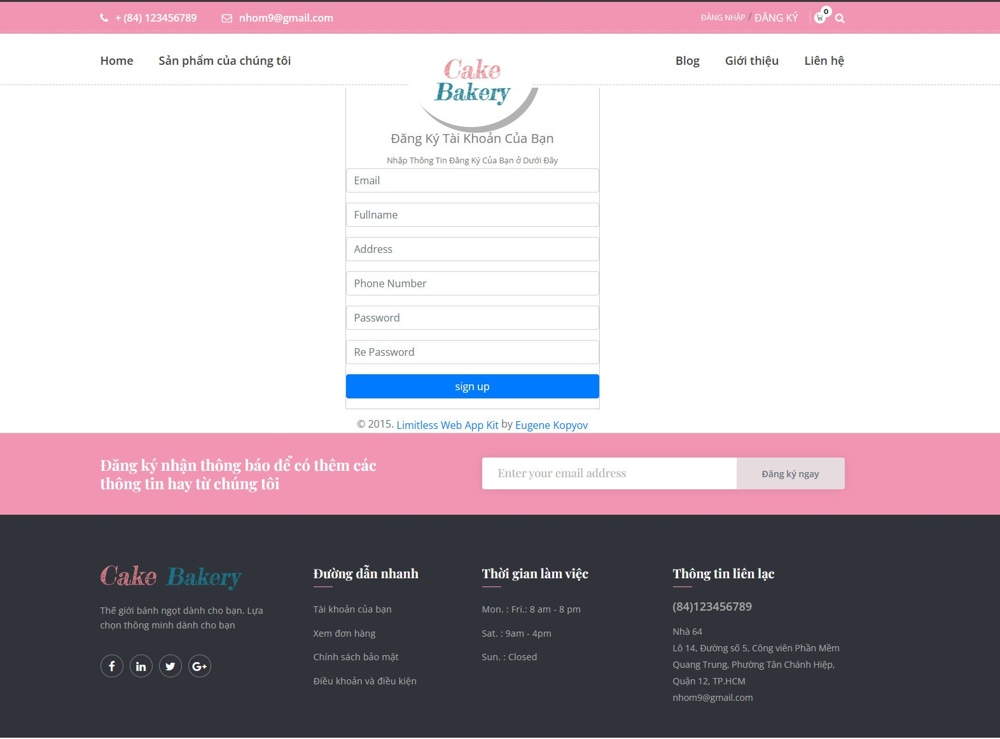 + (84) 123456789
nhom9@gmail.com
ĐĂNG NHẬP / ĐĂNG KÝ
0
Home
Sản phẩm của chúng tôi
Cake
Bakery
Blog
Giới thiệu
Liên hệ
Đăng Ký Tài Khoản Của Bạn
Nhập Thông Tin Đăng Ký Của Bạn ở Dưới Đây
Email
Fullname
Address
Phone Number
Password
Re Password
sign up
© 2015. Limitless Web App Kit by Eugene Kopyov
Đăng ký nhận thông báo để có thêm các
thông tin hay từ chúng tôi
Enter your email address
Đăng ký ngay
Cake Bakery
Thế giới bánh ngọt dành cho bạn. Lựa
chọn thông minh dành cho bạn
Đường dẫn nhanh
Tài khoản của bạn
Xem đơn hàng
Chính sách bảo mật
Điều khoản và điều kiện
Thời gian làm việc
Mon. : Fri.: 8 am - 8 pm
Sat. : 9am - 4pm
Sun. : Closed
Thông tin liên lạc
(84)123456789
Nhà 64
Lô 14, Đường số 5, Công viên Phần Mềm
Quang Trung, Phường Tân Chánh Hiệp,
Quận 12, TP.HCM
nhom9@gmail.com